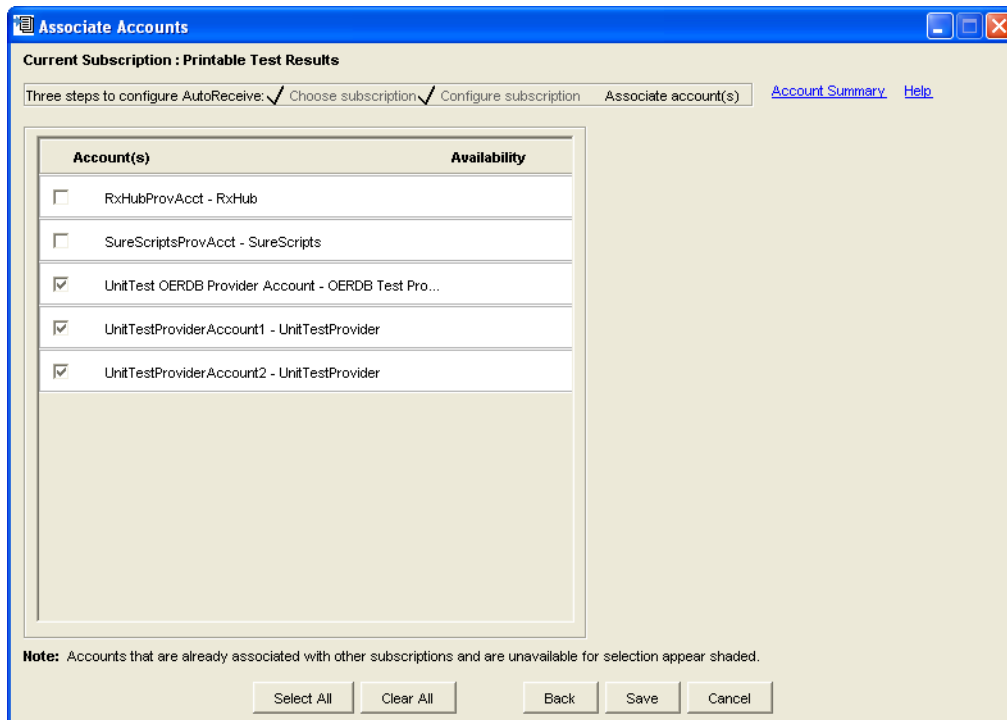 Associate Accounts
Current Subscription : Printable Test Results
Three steps to configure AutoReceive: Choose subscription Configure subscription Associate account(s) Account Summary Help
Account(s) Availability
RxHubProvAcct - RxHub
SureScriptsProvAcct - SureScripts
UnitTest OERDB Provider Account - OERDB Test Pro...
UnitTestProviderAccount1 - UnitTestProvider
UnitTestProviderAccount2 - UnitTestProvider
Note: Accounts that are already associated with other subscriptions and are unavailable for selection appear shaded.
Select All Clear All Back Save Cancel